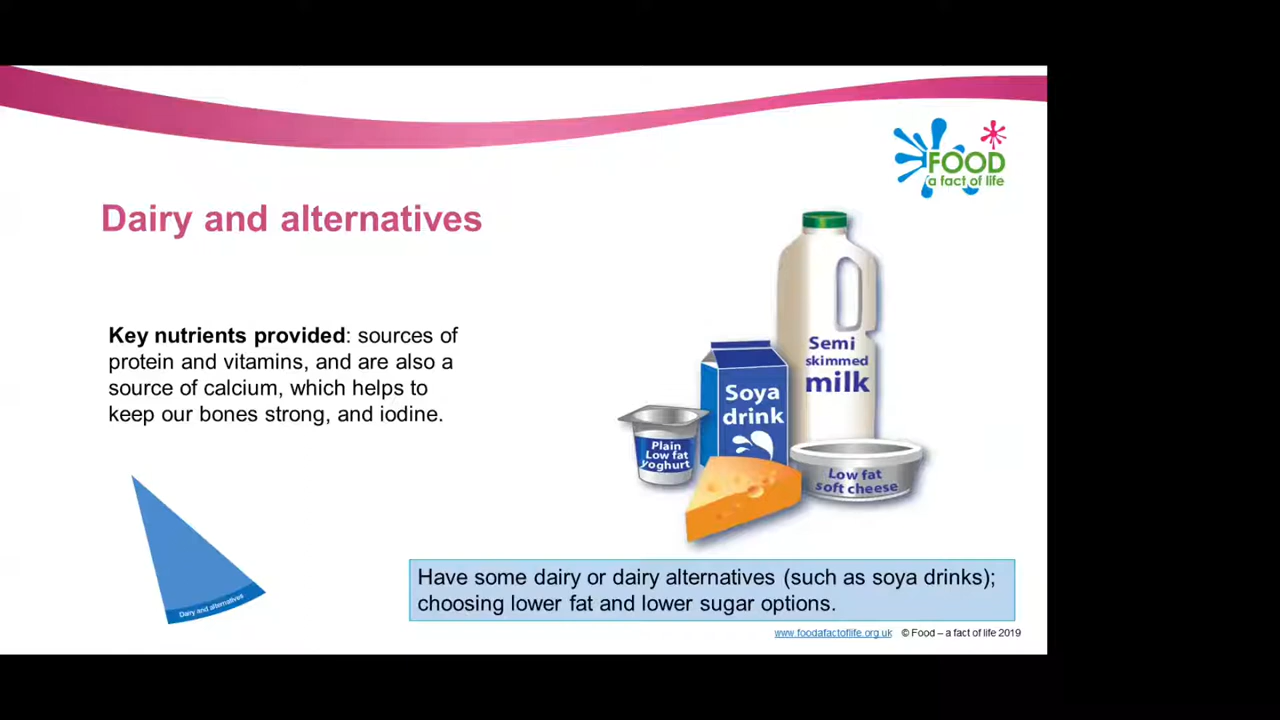 FOOD
a fact of life
Dairy and alternatives
Key nutrients provided: sources of
protein and vitamins, and are also a
source of calcium, which helps to
keep our bones strong, and iodine.
Semi
skimmed
milk
Soya
drink
Plain
Low fat
yoghurt
Low fat
soft cheese
Dairy and alternatives
Have some dairy or dairy alternatives (such as soya drinks);
choosing lower fat and lower sugar options.
www.foodafactoflife.org.uk © Food – a fact of life 2019